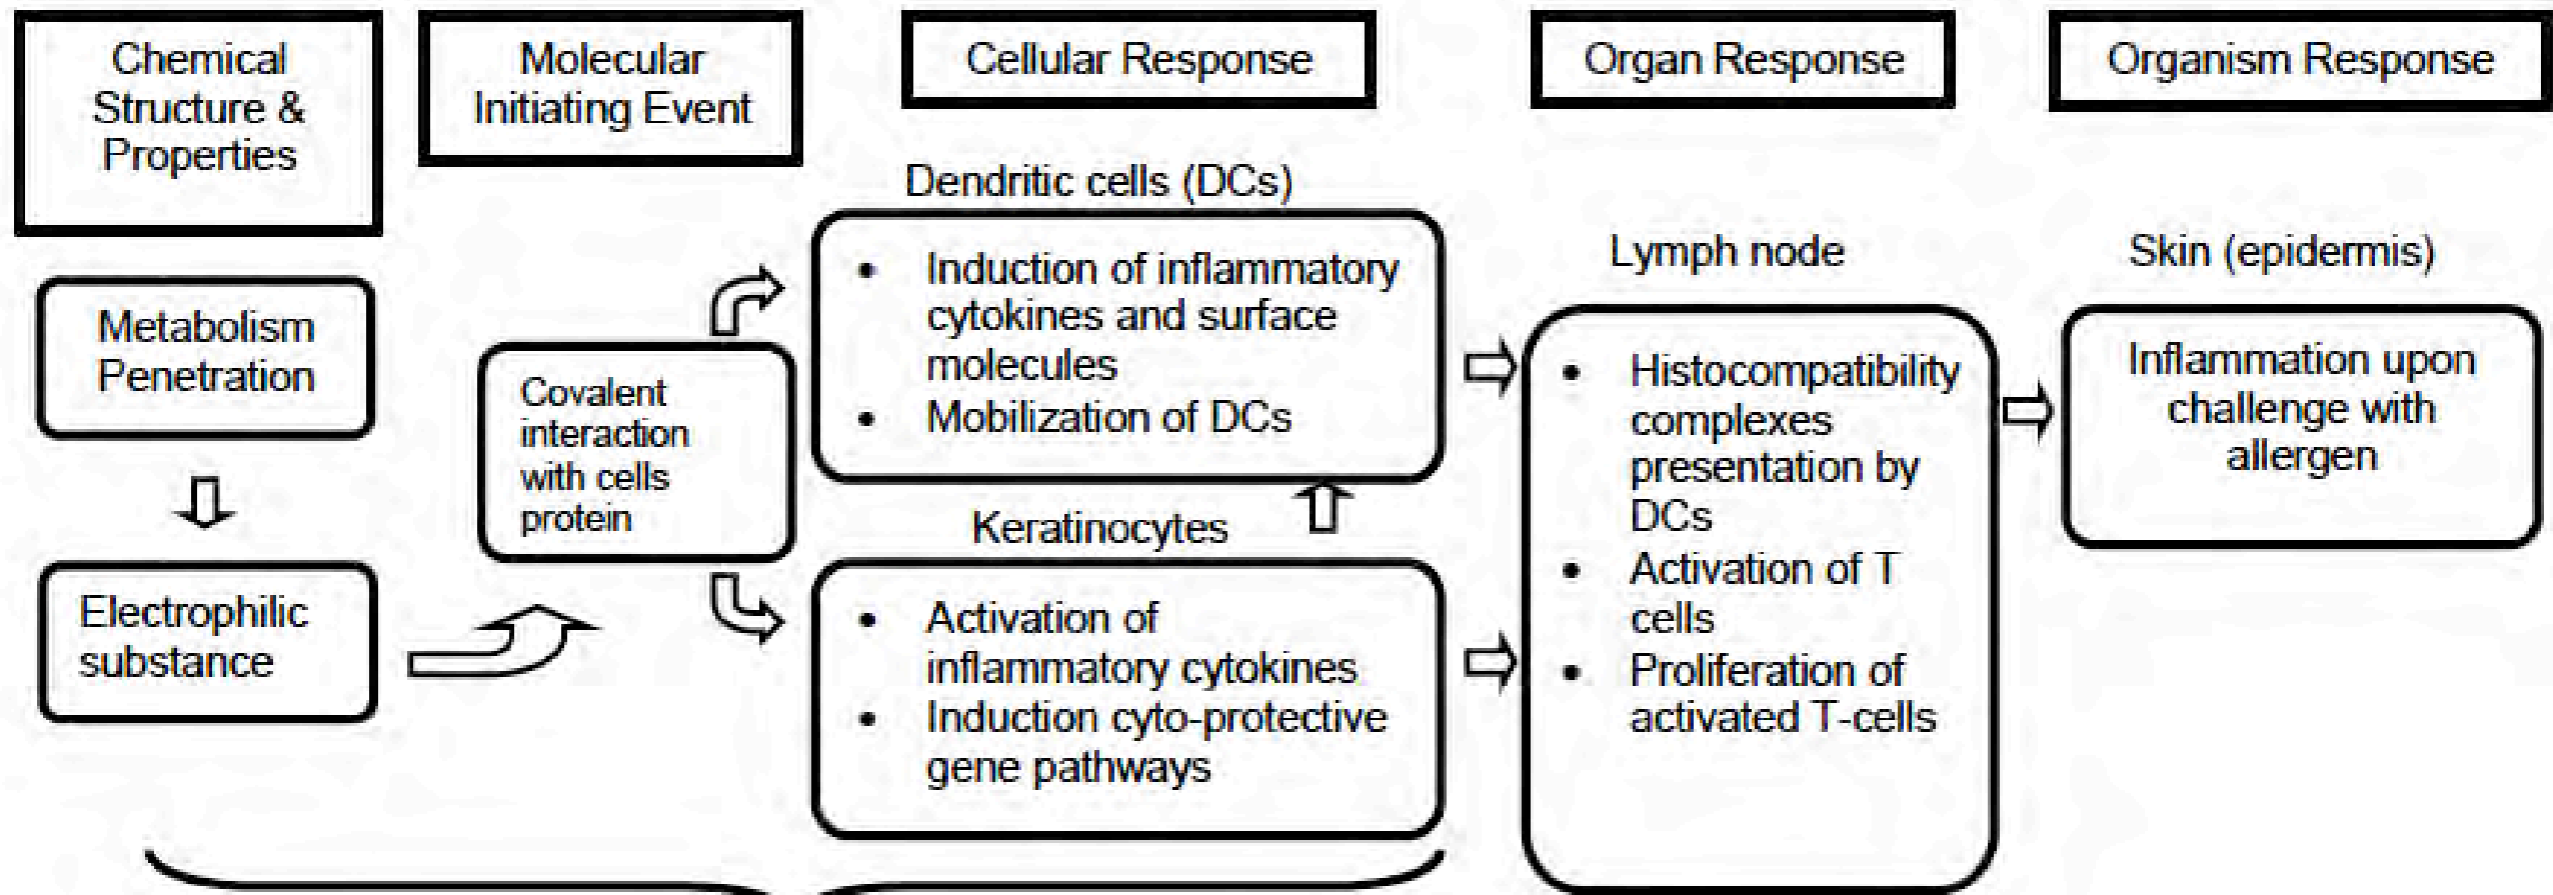 Chemical
Structure &
Properties
Molecular
Initiating Event
Cellular Response
Organ Response
Organism Response
Metabolism
Penetration
Electrophilic
substance
Covalent
interaction
with cells
protein
Dendritic cells (DCs)
• Induction of inflammatory
cytokines and surface
molecules
• Mobilization of DCs
Keratinocytes
• Activation of
inflammatory cytokines
• Induction cyto-protective
gene pathways
Lymph node
• Histocompatibility
complexes
presentation by
DCs
• Activation of T
cells
• Proliferation of
activated T-cells
Skin (epidermis)
Inflammation upon
challenge with
allergen